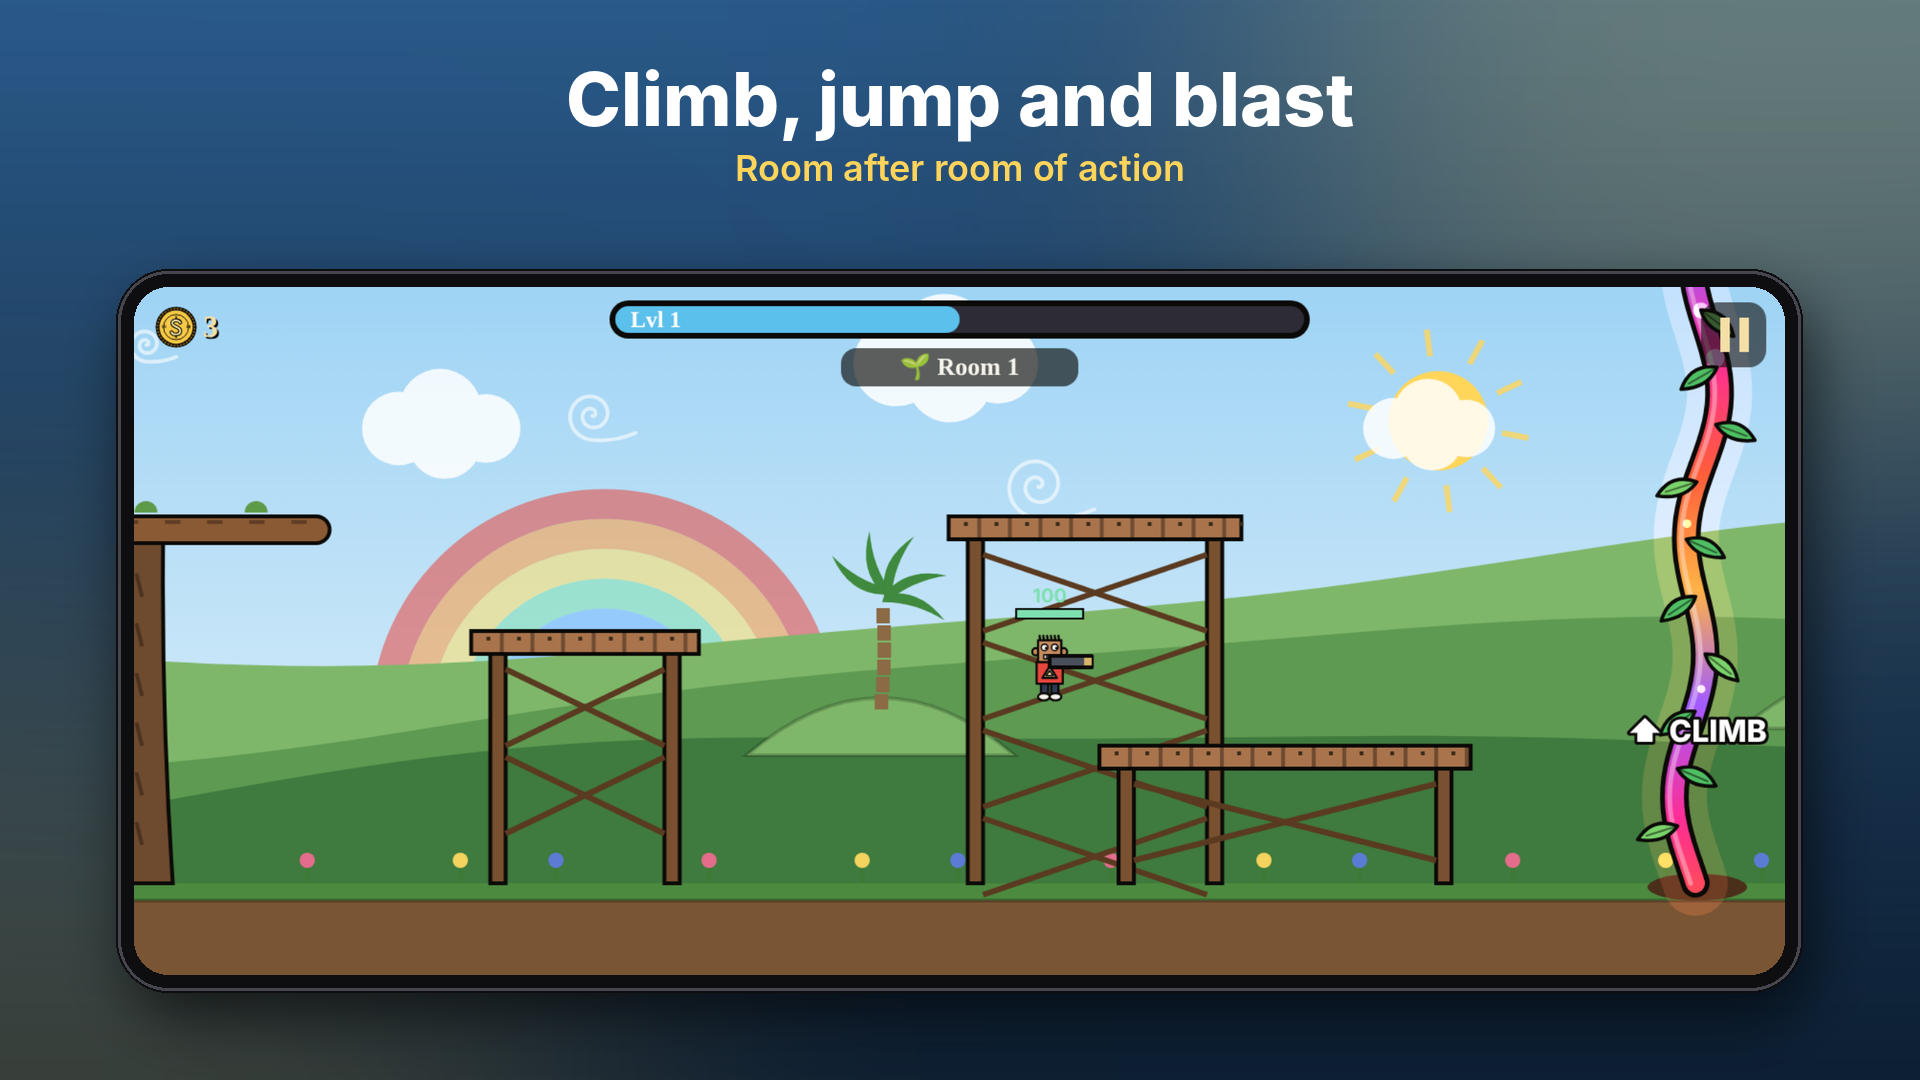 Climb, jump and blast
Room after room of action
3
Lvl 1
Room 1
100
CLIMB